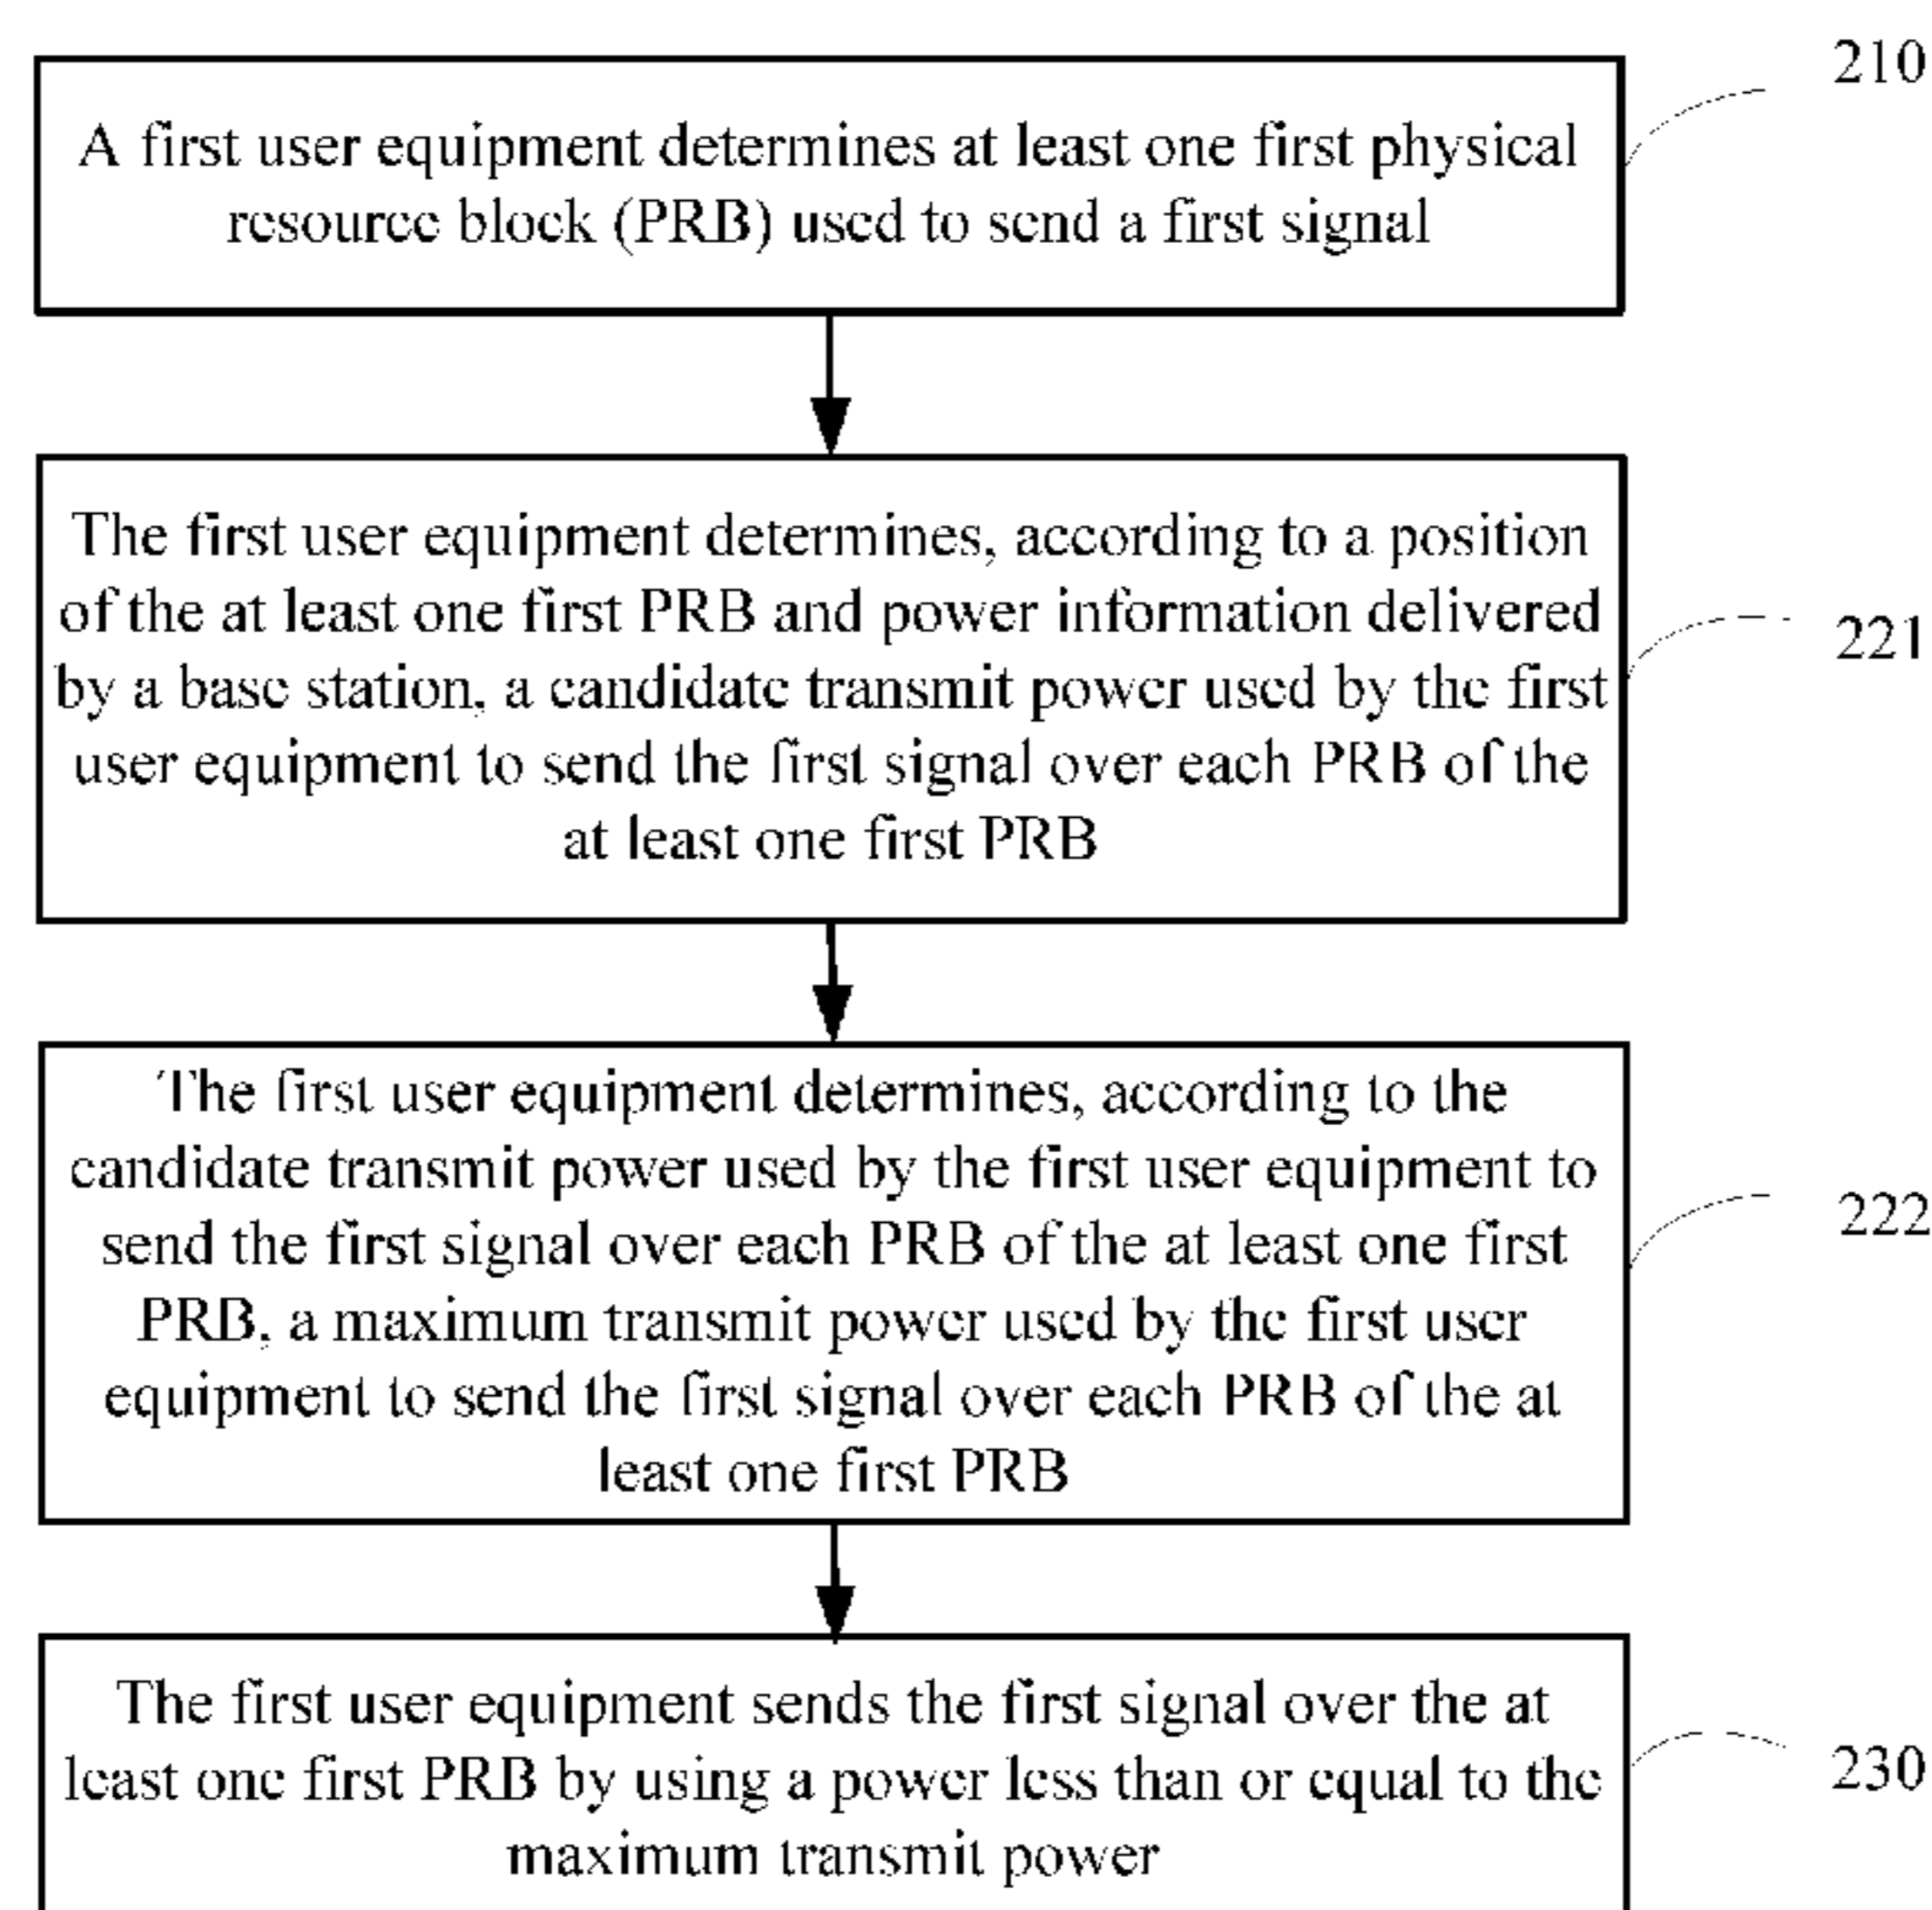 210
A first user equipment determines at least one first physical
resource block (PRB) used to send a first signal
The first user equipment determines, according to a position
of the at least one first PRB and power information delivered
by a base station, a candidate transmit power used by the first
user equipment to send the first signal over each PRB of the
at least one first PRB
221
The first user equipment determines, according to the
candidate transmit power used by the first user equipment to
send the first signal over each PRB of the at least one first
PRB, a maximum transmit power used by the first user
equipment to send the first signal over each PRB of the at
least one first PRB
222
The first user equipment sends the first signal over the at
least one first PRB by using a power less than or equal to the
maximum transmit power
230